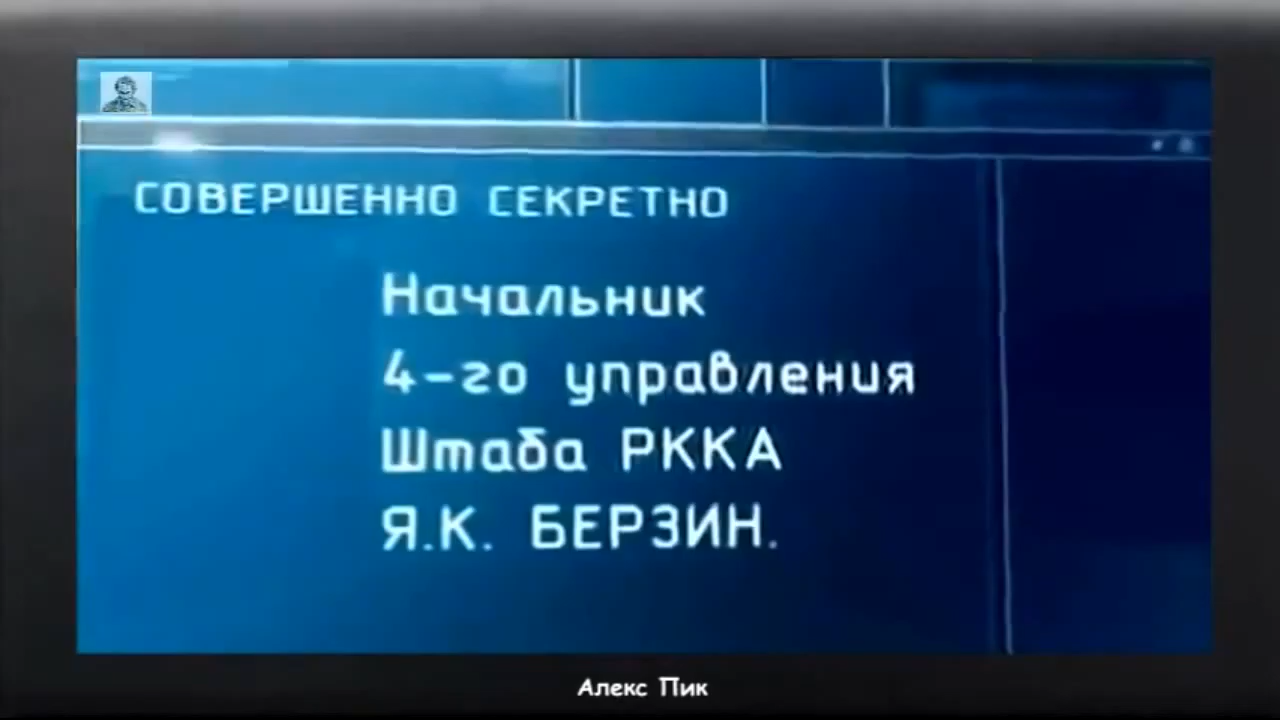 СОВЕРШЕННО СЕКРЕТНО
Начальник
4-го управления
Штаба РККА
Я.К. БЕРЗИН.
Алекс Пик